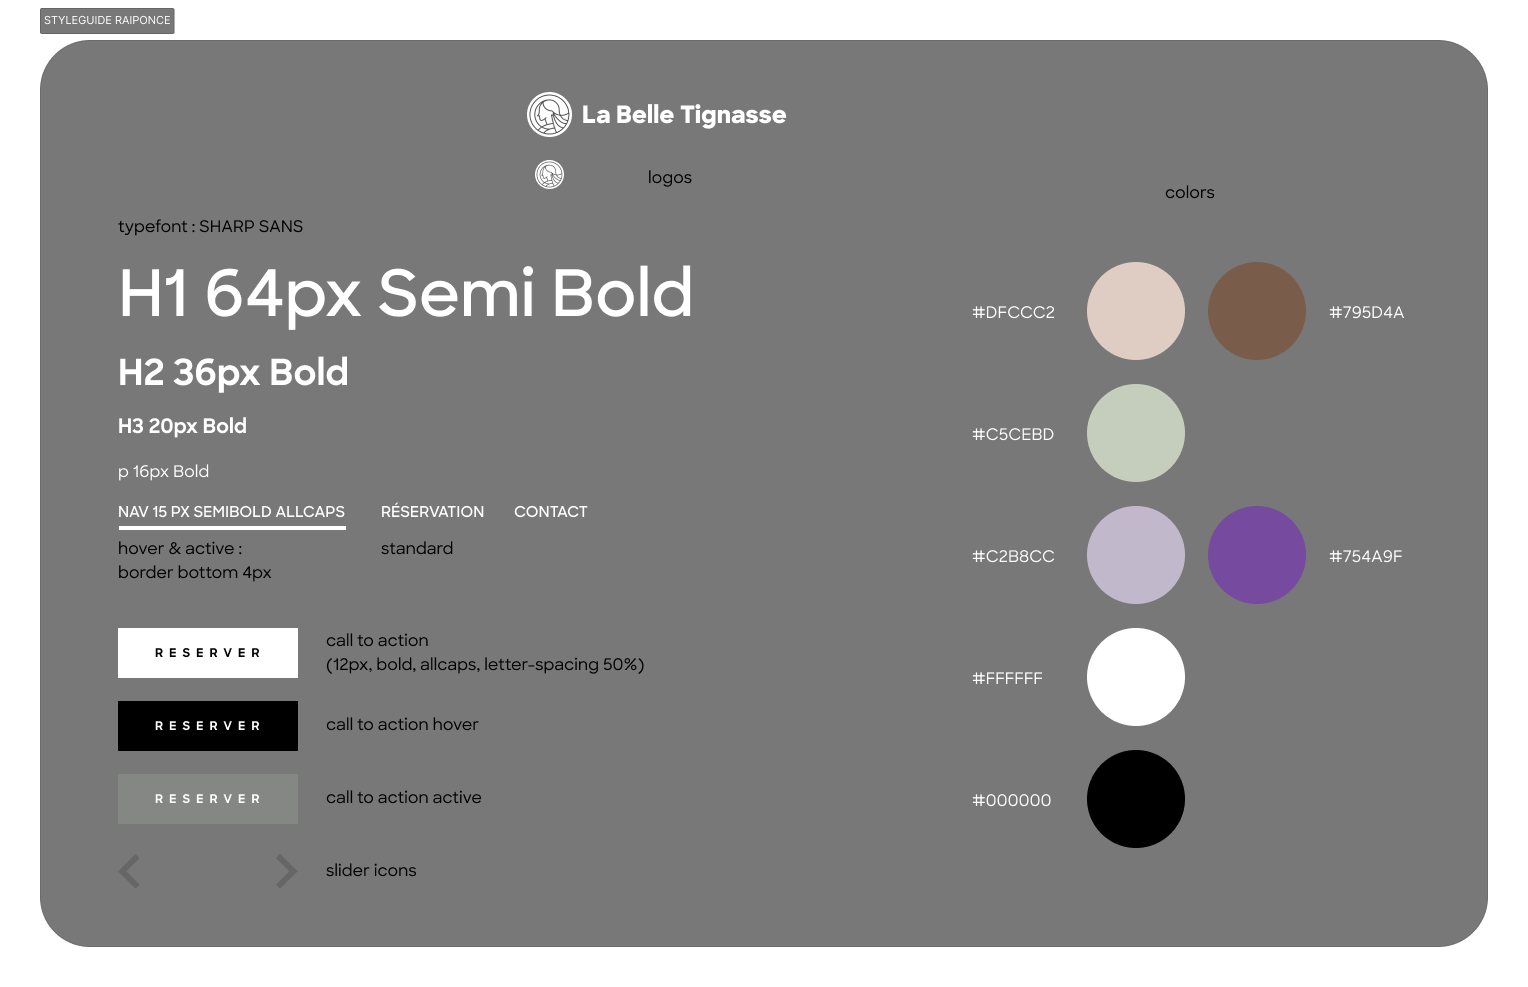 STYLEGUIDE RAIPONCE
La Belle Tignasse
logos
colors
typefont : SHARP SANS
H1 64px Semi Bold
H2 36px Bold
H3 20px Bold
p 16px Bold
NAV 15 PX SEMIBOLD ALLCAPS RÉSERVATION CONTACT
hover & active : standard
border bottom 4px
RESERVER
call to action
(12px, bold, allcaps, letter-spacing 50%)
RESERVER
call to action hover
RESERVER
call to action active
slider icons
#DFCCC2 #795D4A
#C5CEBD
#C2B8CC #754A9F
#FFFFFF
#000000